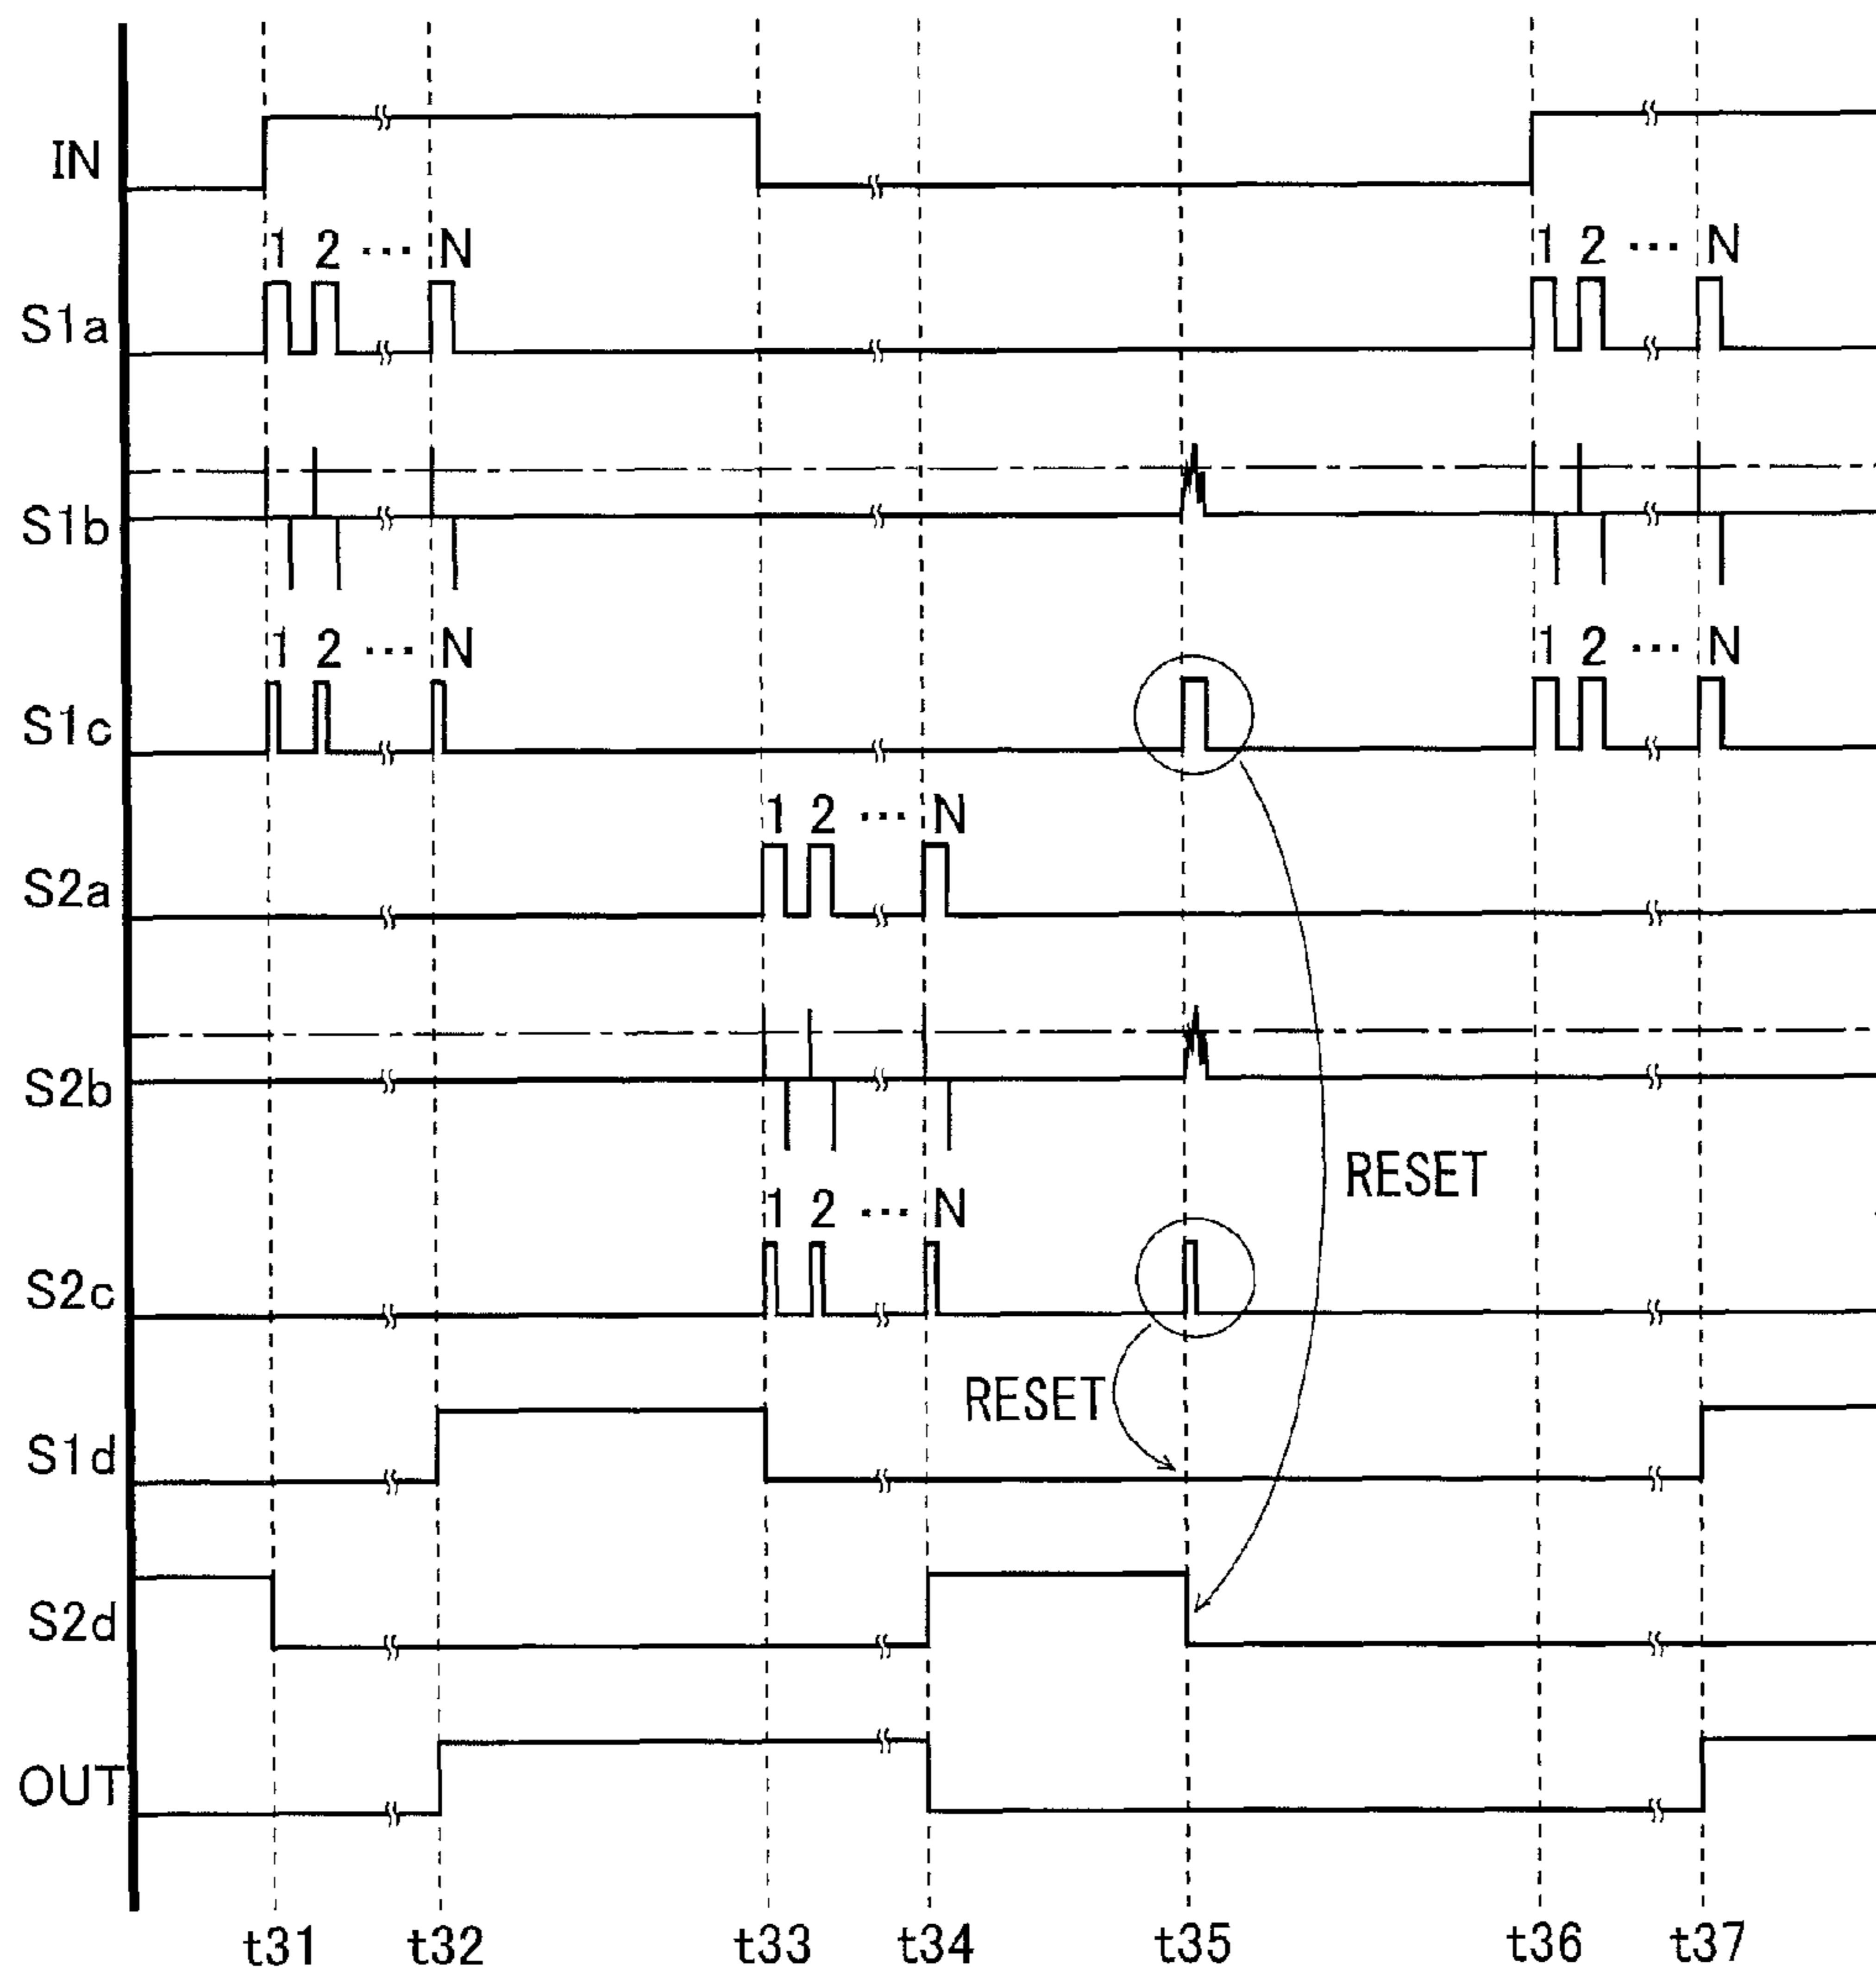 IN
1 2 ··· N 1 2 ··· N
S1a
S1b
1 2 ··· N 1 2 ··· N
S1c
1 2 ··· N
S2a
S2b
RESET
1 2 ··· N
S2c
RESET
S1d
S2d
OUT
t31 t32 t33 t34 t35 t36 t37